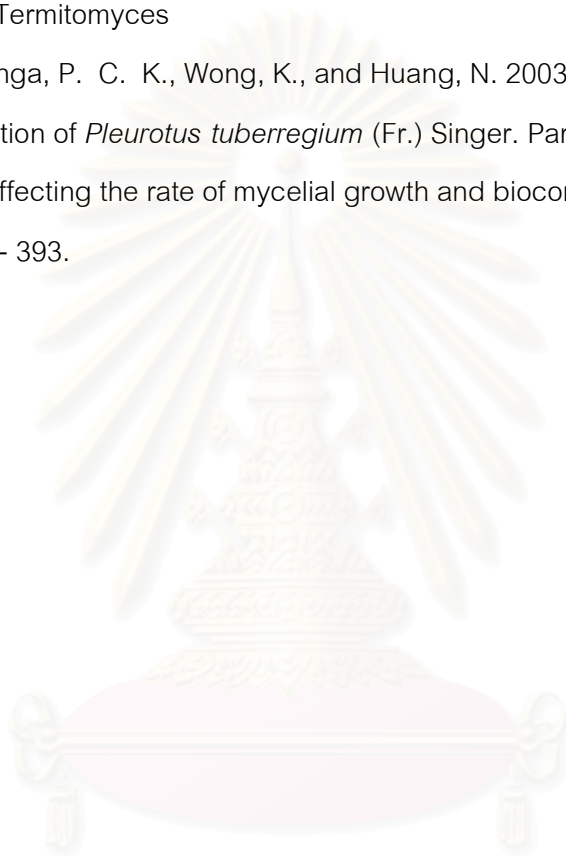 Termitomyces
nga, P. C. K., Wong, K., and Huang, N. 2003
tion of Pleurotus tuberregium (Fr.) Singer. Par
ffecting the rate of mycelial growth and biocon
- 393.